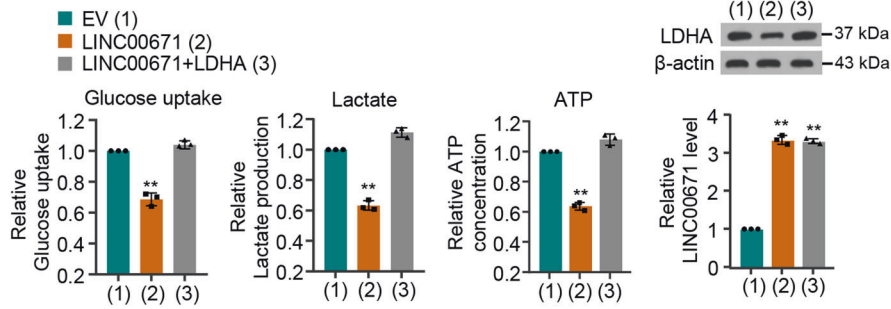 EV (1)
LINC00671 (2)
LINC00671+LDHA (3)
(1) (2) (3)
LDHA 37 kDa
β-actin 43 kDa
Glucose uptake
Relative
Glucose uptake
1.2
1.0
0.8
0.6
0.4
0.2
**
(1) (2) (3)
Lactate
Relative
Lactate production
1.2
1.0
0.8
0.6
0.4
0.2
**
(1) (2) (3)
ATP
Relative ATP
concentration
1.2
1.0
0.8
0.6
0.4
0.2
**
(1) (2) (3)
Relative
LINC00671 level
4
3
2
1
0
** **
(1) (2) (3)